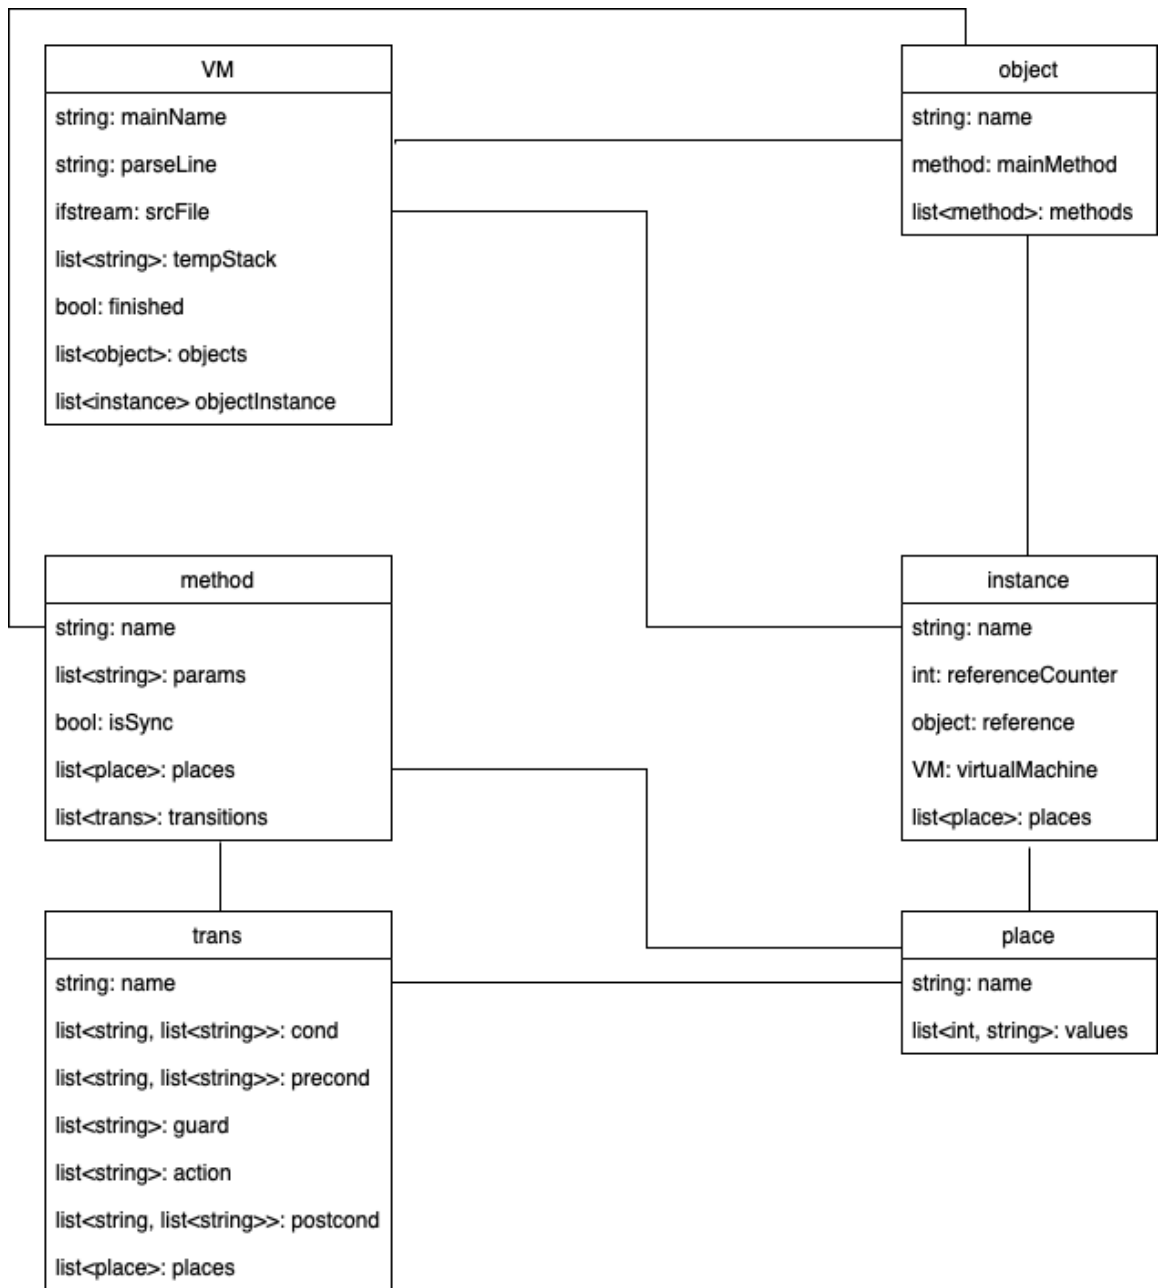 VM
string: mainName
string: parseLine
ifstream: srcFile
list<string>: tempStack
bool: finished
list<object>: objects
list<instance> objectInstance
object
string: name
method: mainMethod
list<method>: methods
method
string: name
list<string>: params
bool: isSync
list<place>: places
list<trans>: transitions
instance
string: name
int: referenceCounter
object: reference
VM: virtualMachine
list<place>: places
trans
string: name
list<string, list<string>>: cond
list<string, list<string>>: precond
list<string>: guard
list<string>: action
list<string, list<string>>: postcond
list<place>: places
place
string: name
list<int, string>: values